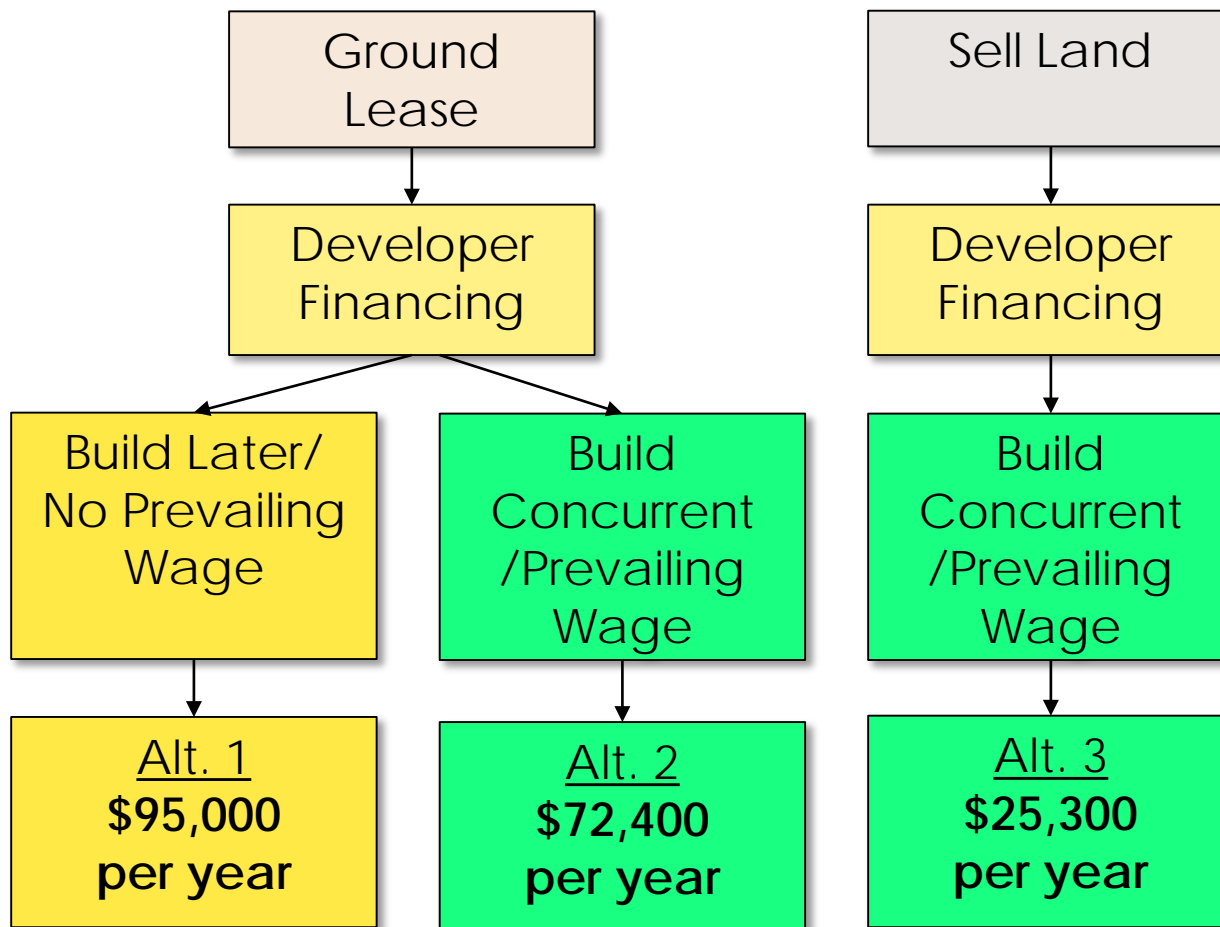 Ground
Lease
Sell Land
Developer
Financing
Developer
Financing
Build Later/
No Prevailing
Wage
Build
Concurrent
/Prevailing
Wage
Build
Concurrent
/Prevailing
Wage
Alt. 1
$95,000
per year
Alt. 2
$72,400
per year
Alt. 3
$25,300
per year